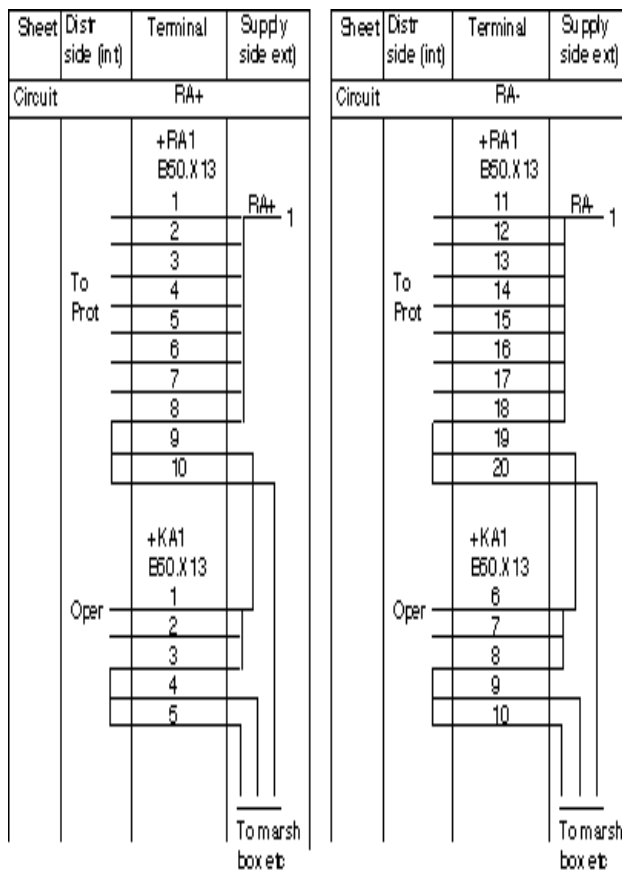 Sheet Distr side (int) Terminal Supply side ext)
Circuit RA+
+RA1
B50.X13
1 RA+ 1
2
3
To 4
Prot 5
6
7
8
9
10
+KA1
B50.X13
Oper 1
2
3
4
5
To marsh
box etc
Sheet Distr side (int) Terminal Supply side ext)
Circuit RA-
+RA1
B50.X13
11 RA- 1
12
13
To 14
Prot 15
16
17
18
19
20
+KA1
B50.X13
Oper 6
7
8
9
10
To marsh
box etc